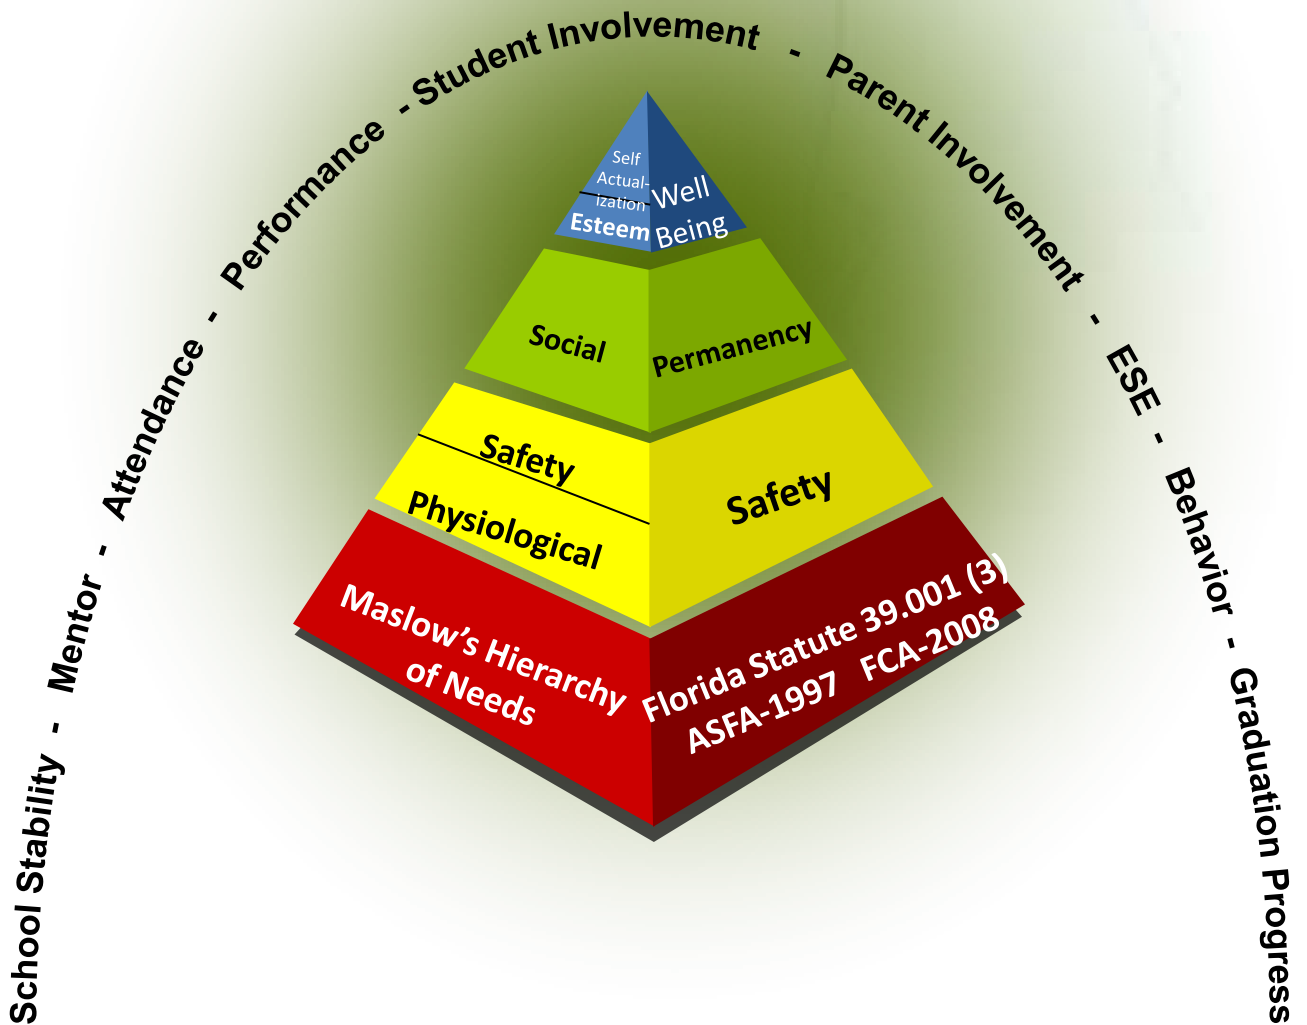 School Stability - Mentor - Attendance - Performance - Student Involvement - Parent Involvement - ESE - Behavior - Graduation Progress
Self
Actual-
ization
Esteem
Well
Being
Social
Permanency
Safety
Physiological
Safety
Maslow’s Hierarchy
of Needs
Florida Statute 39.001 (3)
ASFA-1997 FCA-2008